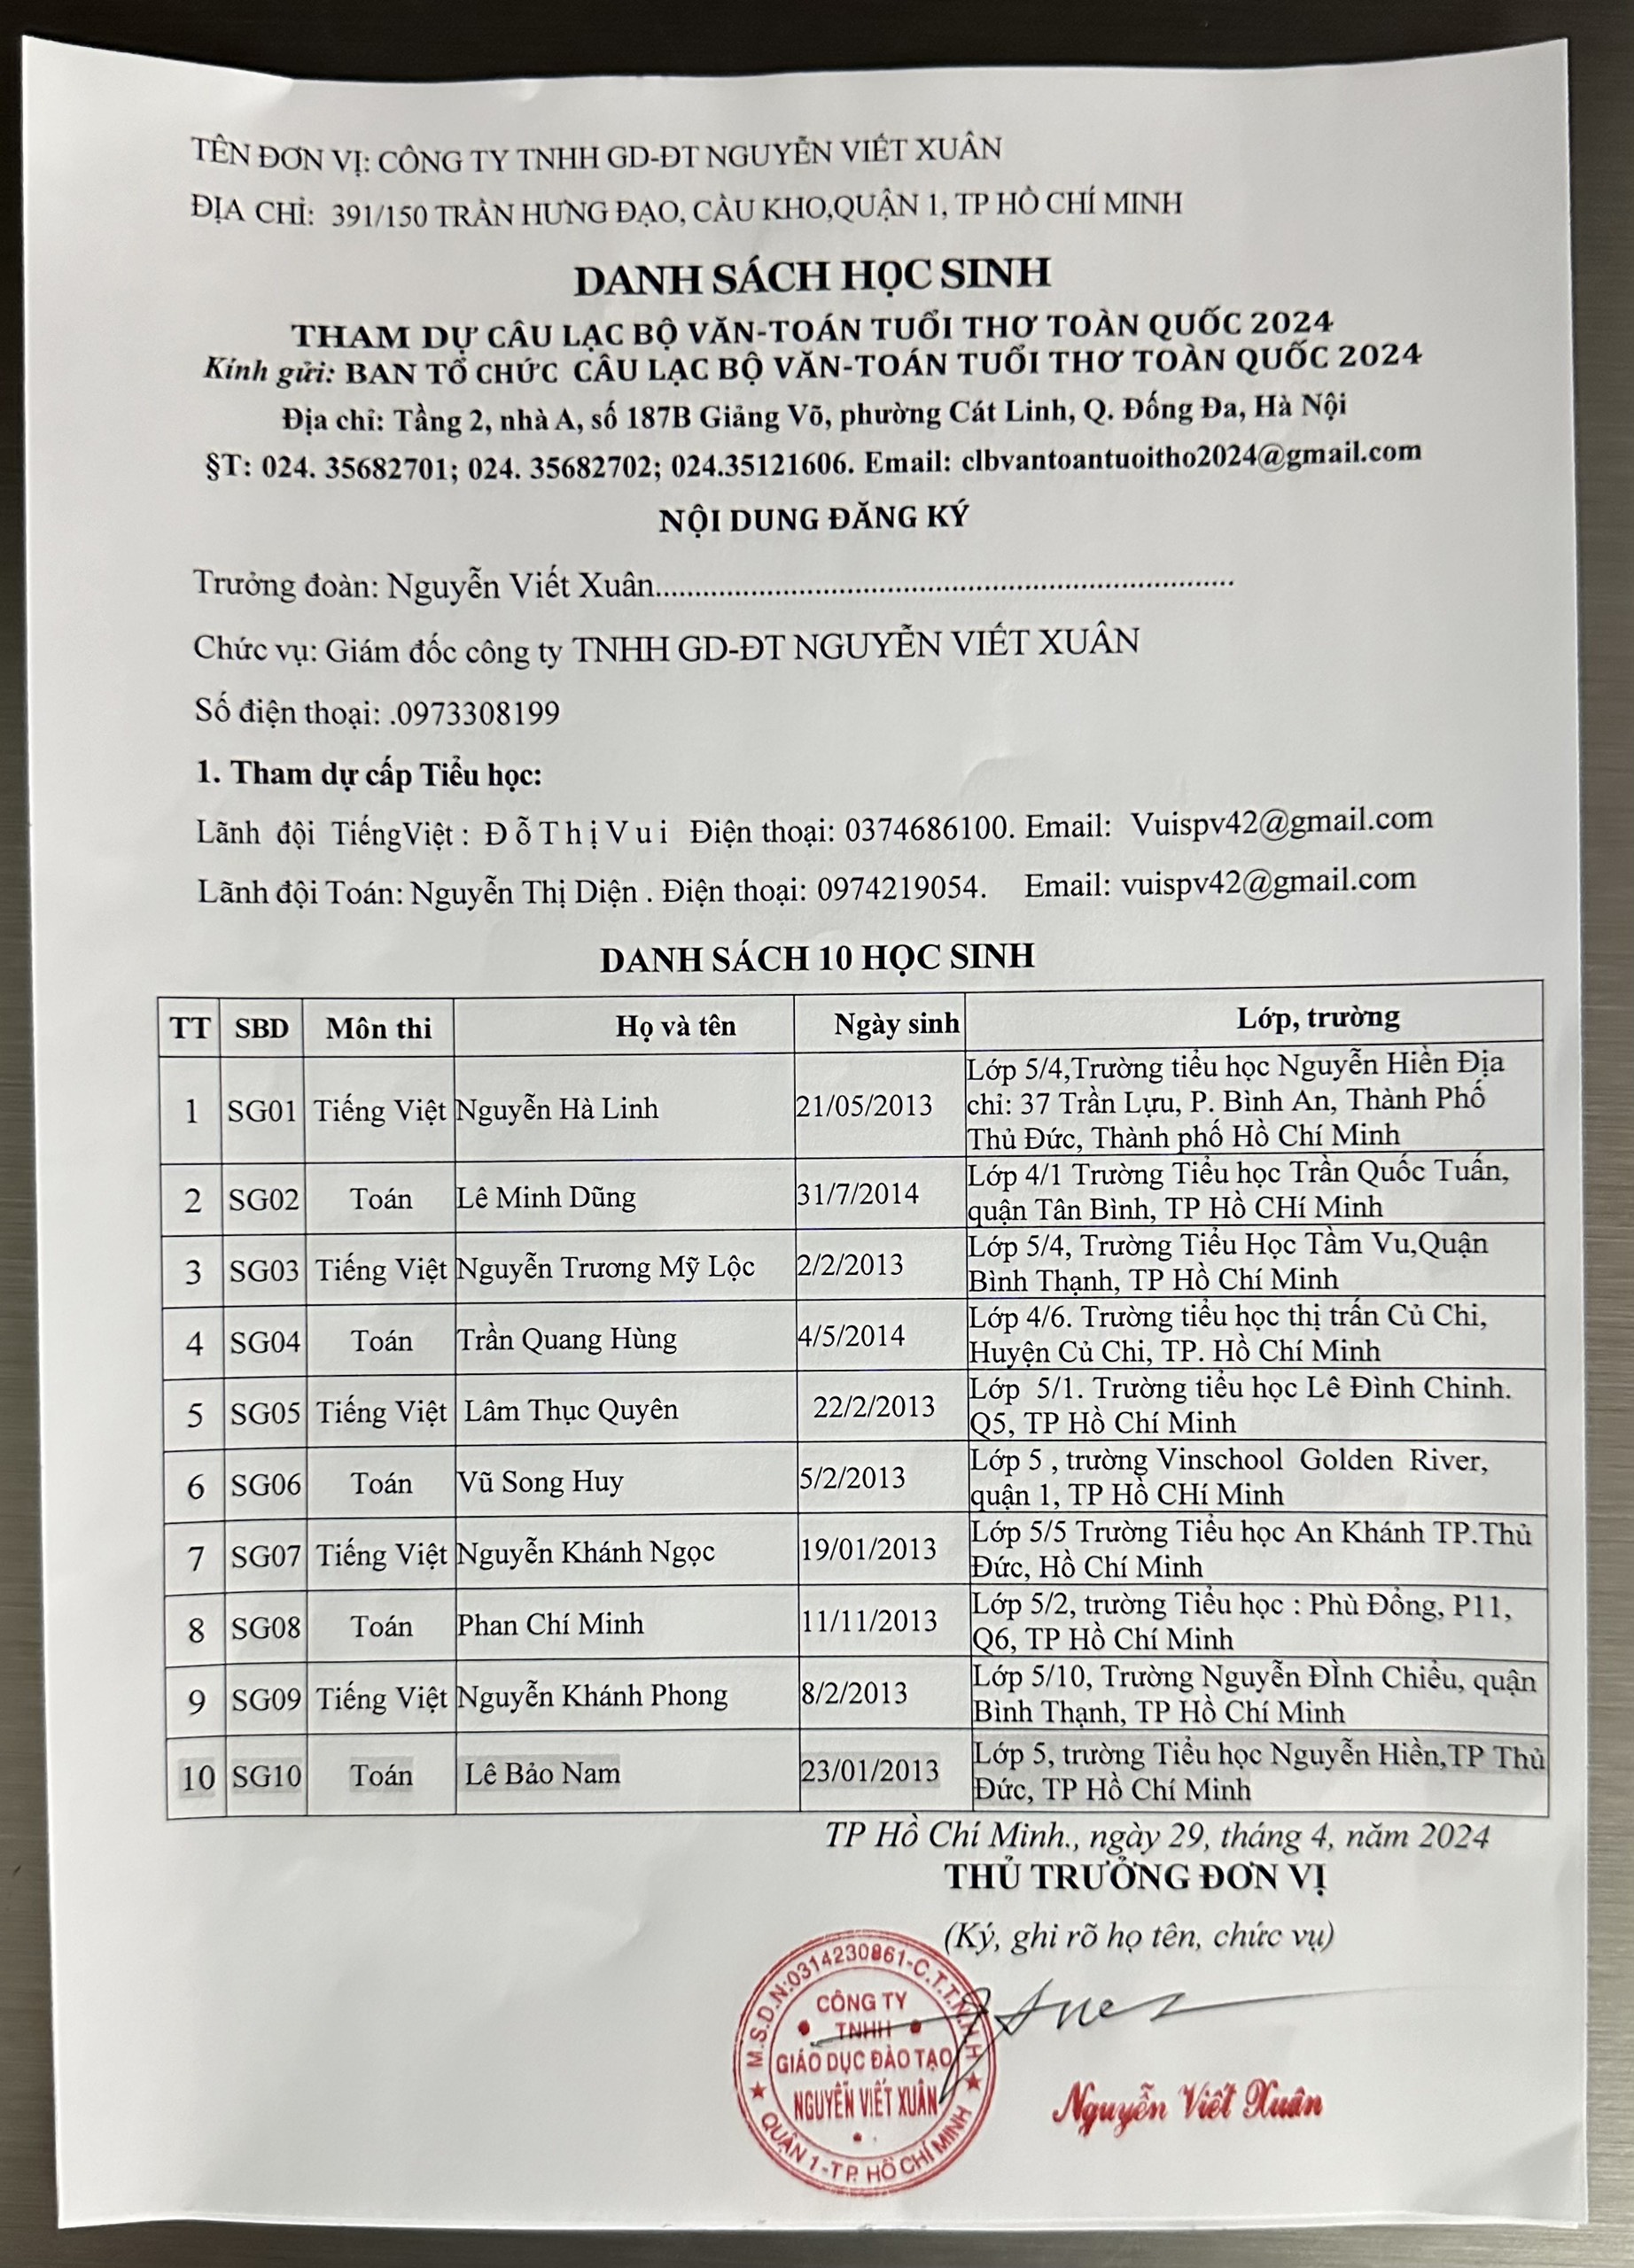 TÊN ĐƠN VỊ: CÔNG TY TNHH GD-ĐT NGUYỄN VIẾT XUÂN
ĐỊA CHỈ: 391/150 TRẦN HƯNG ĐẠO, CẦU KHO,QUẬN 1, TP HỒ CHÍ MINH
DANH SÁCH HỌC SINH
THAM DỰ CÂU LẠC BỘ VĂN-TOÁN TUỔI THƠ TOÀN QUỐC 2024
Kính gửi: BAN TỔ CHỨC CÂU LẠC BỘ VĂN-TOÁN TUỔI THƠ TOÀN QUỐC 2024
Địa chỉ: Tầng 2, nhà A, số 187B Giảng Võ, phường Cát Linh, Q. Đống Đa, Hà Nội
§T: 024. 35682701; 024. 35682702; 024.35121606. Email: clbvantoantuoitho2024@gmail.com
NỘI DUNG ĐĂNG KÝ
Trưởng đoàn: Nguyễn Viết Xuân..........................................................................
Chức vụ: Giám đốc công ty TNHH GD-ĐT NGUYỄN VIẾT XUÂN
Số điện thoại: .0973308199
1. Tham dự cấp Tiểu học:
Lãnh đội TiếngViệt : Đ ỗ T h ị V u i Điện thoại: 0374686100. Email: Vuispv42@gmail.com
Lãnh đội Toán: Nguyễn Thị Diện . Điện thoại: 0974219054. Email: vuispv42@gmail.com
DANH SÁCH 10 HỌC SINH
TT SBD Môn thi Họ và tên Ngày sinh Lớp, trường
1 SG01 Tiếng Việt Nguyễn Hà Linh 21/05/2013 Lớp 5/4,Trường tiểu học Nguyễn Hiền Địa
chỉ: 37 Trần Lựu, P. Bình An, Thành Phố
Thủ Đức, Thành phố Hồ Chí Minh
2 SG02 Toán Lê Minh Dũng 31/7/2014 Lớp 4/1 Trường Tiểu học Trần Quốc Tuấn,
quận Tân Bình, TP Hồ CHí Minh
3 SG03 Tiếng Việt Nguyễn Trương Mỹ Lộc 2/2/2013 Lớp 5/4, Trường Tiểu Học Tầm Vu,Quận
Bình Thạnh, TP Hồ Chí Minh
4 SG04 Toán Trần Quang Hùng 4/5/2014 Lớp 4/6. Trường tiểu học thị trấn Củ Chi,
Huyện Củ Chi, TP. Hồ Chí Minh
5 SG05 Tiếng Việt Lâm Thục Quyên 22/2/2013 Lớp 5/1. Trường tiểu học Lê Đình Chinh.
Q5, TP Hồ Chí Minh
6 SG06 Toán Vũ Song Huy 5/2/2013 Lớp 5 , trường Vinschool Golden River,
quận 1, TP Hồ CHí Minh
7 SG07 Tiếng Việt Nguyễn Khánh Ngọc 19/01/2013 Lớp 5/5 Trường Tiểu học An Khánh TP.Thủ
Đức, Hồ Chí Minh
8 SG08 Toán Phan Chí Minh 11/11/2013 Lớp 5/2, trường Tiểu học : Phù Đổng, P11,
Q6, TP Hồ Chí Minh
9 SG09 Tiếng Việt Nguyễn Khánh Phong 8/2/2013 Lớp 5/10, Trường Nguyễn ĐÌnh Chiểu, quận
Bình Thạnh, TP Hồ Chí Minh
10 SG10 Toán Lê Bảo Nam 23/01/2013 Lớp 5, trường Tiểu học Nguyễn Hiền,TP Thủ
Đức, TP Hồ Chí Minh
TP Hồ Chí Minh., ngày 29, tháng 4, năm 2024
THỦ TRƯỞNG ĐƠN VỊ
(Ký, ghi rõ họ tên, chức vụ)
M.S.D.N:0314230861-C.T.T.N.H.H
CÔNG TY
TNHH
GIÁO DỤC ĐÀO TẠO
NGUYỄN VIẾT XUÂN
QUẬN 1-TP. HỒ CHÍ MINH
Nguyễn Viết Xuân